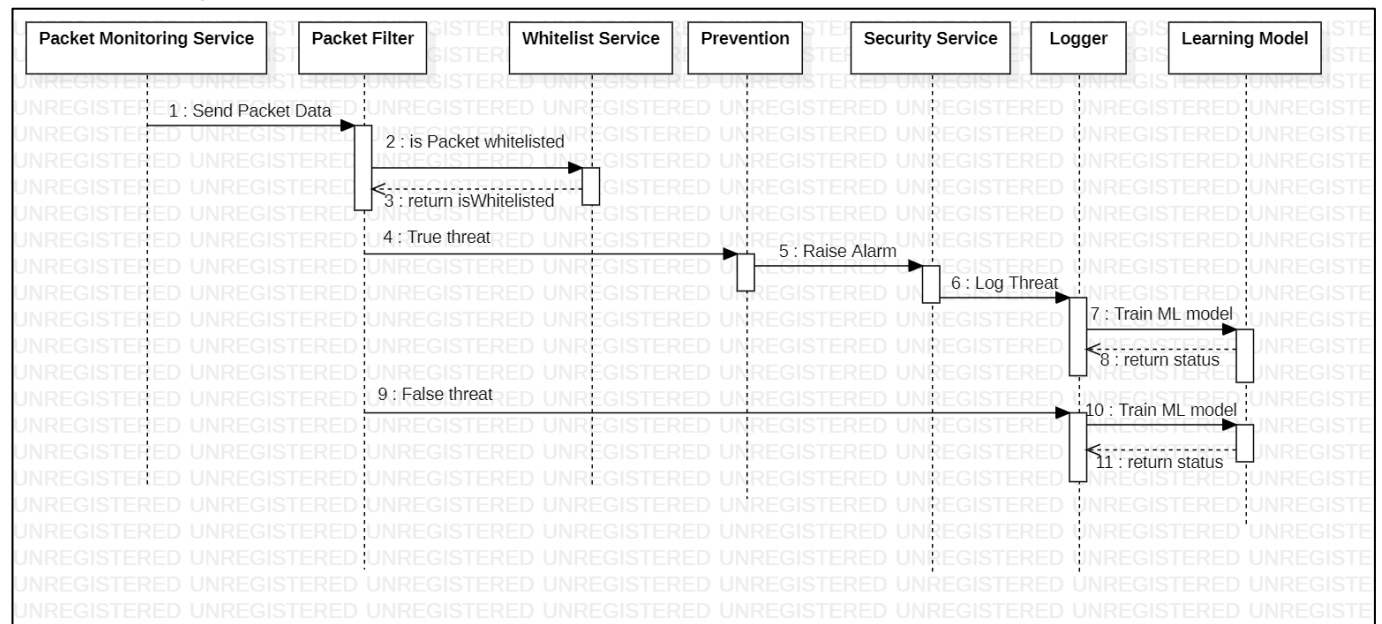 Packet Monitoring Service
Packet Filter
Whitelist Service
Prevention
Security Service
Logger
Learning Model
1 : Send Packet Data
2 : is Packet whitelisted
3 : return isWhitelisted
4 : True threat
5 : Raise Alarm
6 : Log Threat
7 : Train ML model
8 : return status
9 : False threat
10 : Train ML model
11 : return status
UNREGISTERED